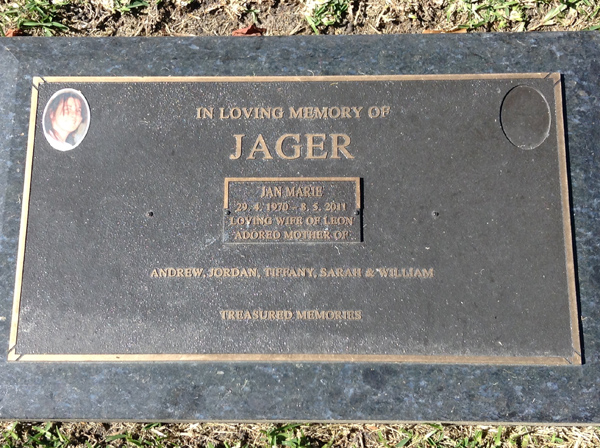 IN LOVING MEMORY OF
JAGER
JAN MARIE
29. 4. 1970 - 8. 5. 2011
LOVING WIFE OF LEON
ADORED MOTHER OF
ANDREW, JORDAN, TIFFANY, SARAH & WILLIAM
TREASURED MEMORIES